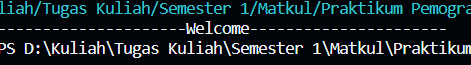 liah/Tugas Kuliah/Semester 1/Matkul/Praktikum Pemogra
----------------------Welcome-----------------------
PS D:\Kuliah\Tugas Kuliah\Semester 1\Matkul\Praktikum